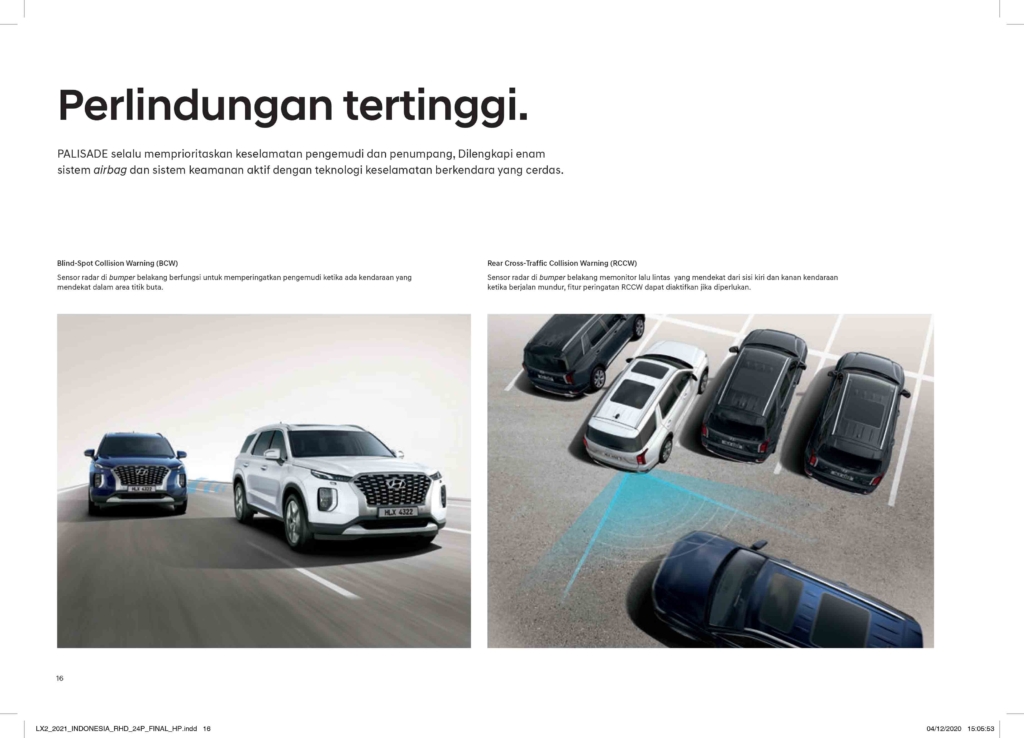 Perlindungan tertinggi.
PALISADE selalu memprioritaskan keselamatan pengemudi dan penumpang, Dilengkapi enam
sistem airbag dan sistem keamanan aktif dengan teknologi keselamatan berkendara yang cerdas.
Blind-Spot Collision Warning (BCW)
Sensor radar di bumper belakang berfungsi untuk memperingatkan pengemudi ketika ada kendaraan yang
mendekat dalam area titik buta.
Rear Cross-Traffic Collision Warning (RCCW)
Sensor radar di bumper belakang memonitor lalu lintas yang mendekat dari sisi kiri dan kanan kendaraan
ketika berjalan mundur, fitur peringatan RCCW dapat diaktifkan jika diperlukan.
HLX 4322
HLX 4322
16
LX2_2021_INDONESIA_RHD_24P_FINAL_HP.indd 16
04/12/2020 15:05:53